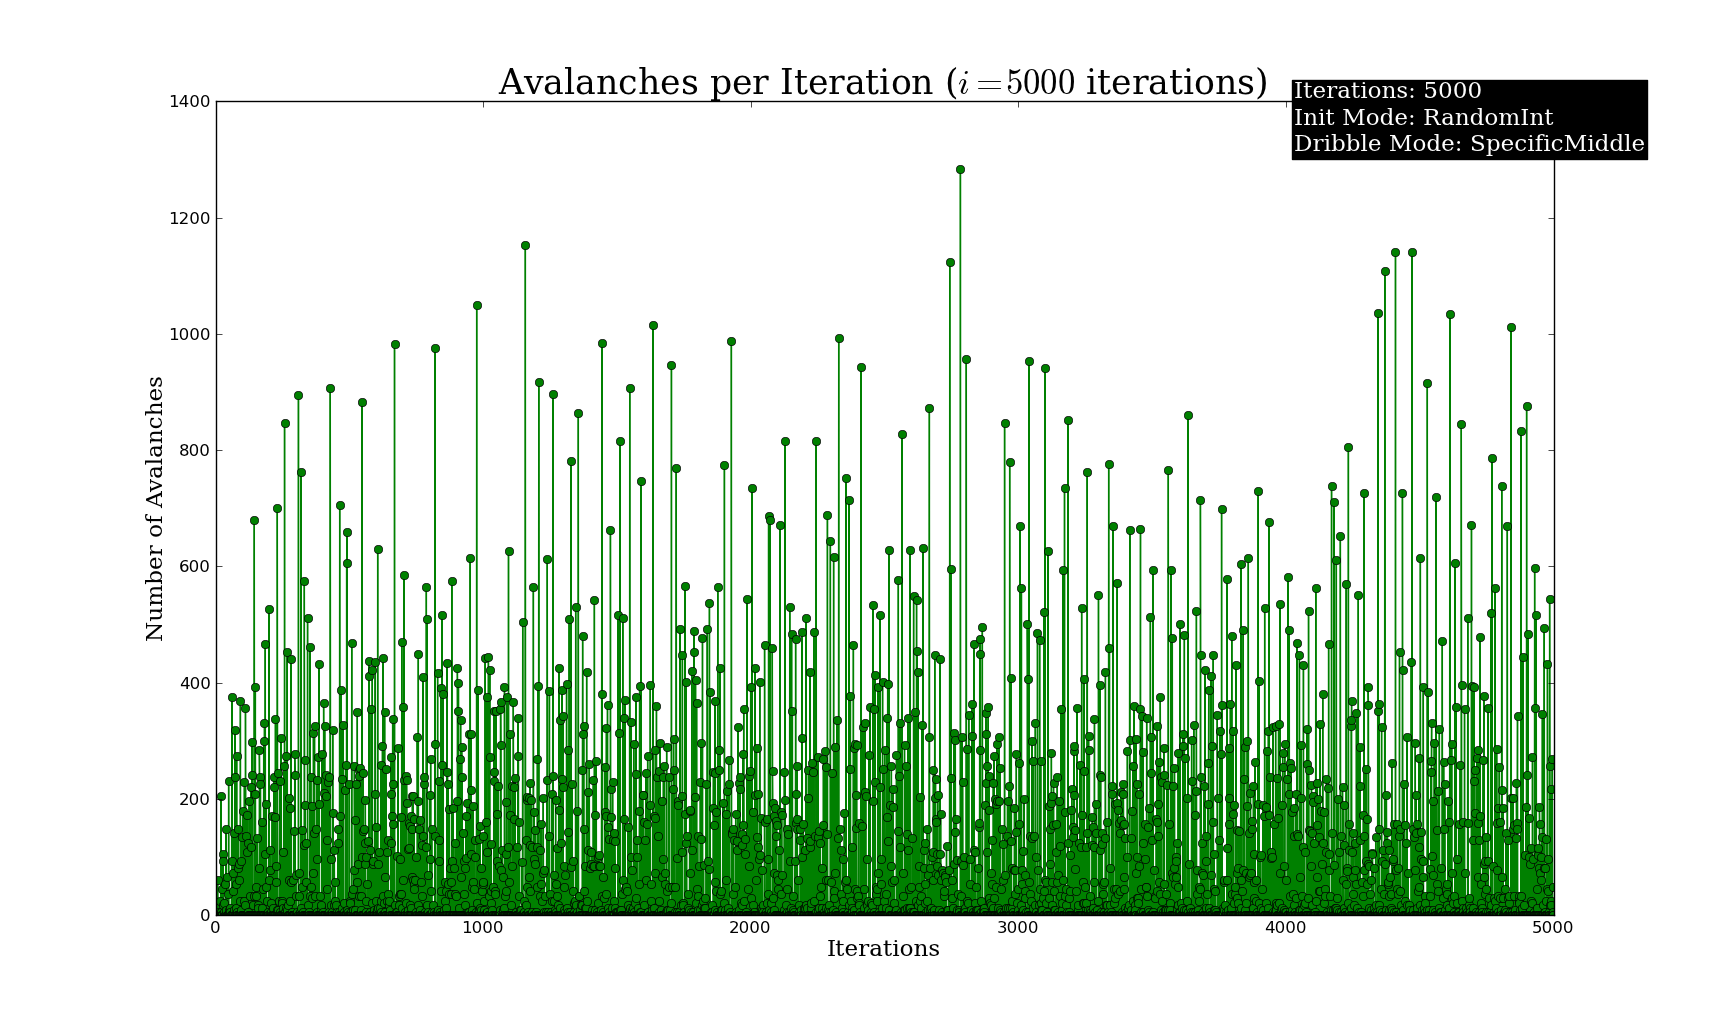 Avalanches per Iteration (i = 5000 iterations)
Iterations: 5000
Init Mode: RandomInt
Dribble Mode: SpecificMiddle
1400
1200
1000
800
600
400
200
0
Number of Avalanches
0 1000 2000 3000 4000 5000
Iterations